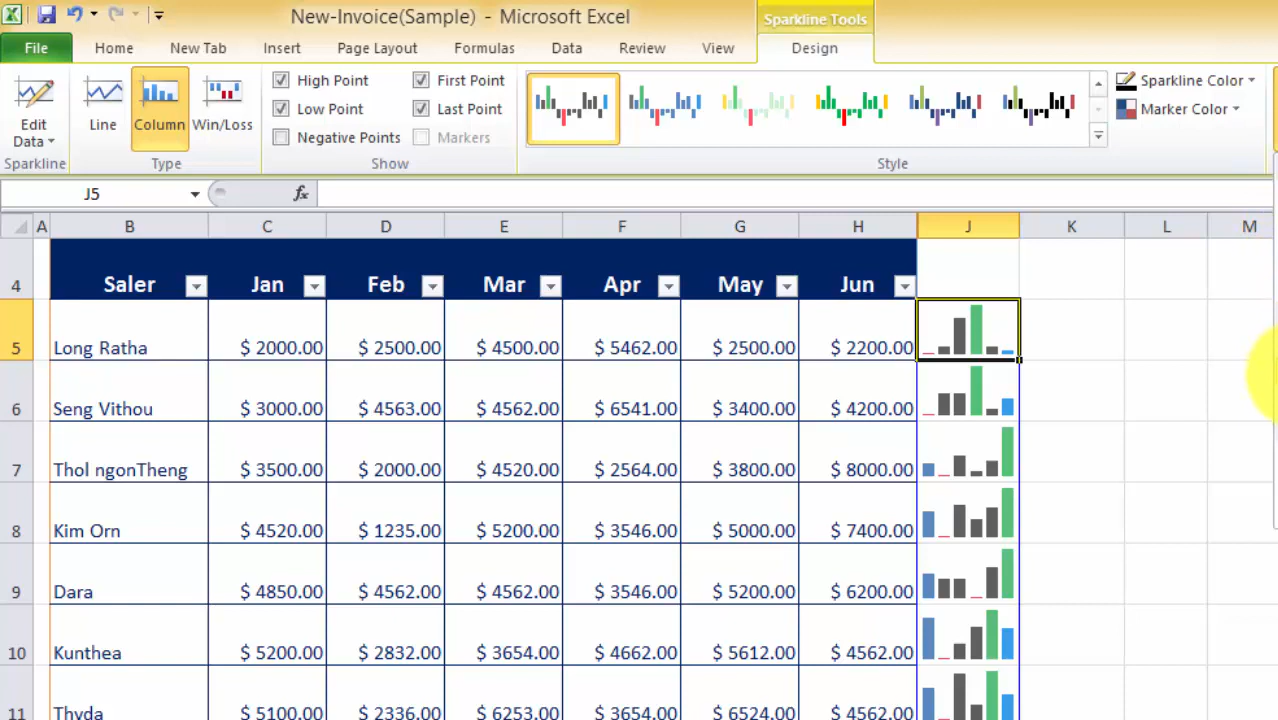 New-Invoice(Sample) - Microsoft Excel
Sparkline Tools
File Home New Tab Insert Page Layout Formulas Data Review View Design
Edit Data
Line
Column
Win/Loss
High Point
First Point
Low Point
Last Point
Negative Points
Markers
Sparkline Color
Marker Color
Sparkline Type Show Style
J5 fx
A B C D E F G H J K L M
4 Saler Jan Feb Mar Apr May Jun
5 Long Ratha $ 2000.00 $ 2500.00 $ 4500.00 $ 5462.00 $ 2500.00 $ 2200.00
6 Seng Vithou $ 3000.00 $ 4563.00 $ 4562.00 $ 6541.00 $ 3400.00 $ 4200.00
7 Thol ngonTheng $ 3500.00 $ 2000.00 $ 4520.00 $ 2564.00 $ 3800.00 $ 8000.00
8 Kim Orn $ 4520.00 $ 1235.00 $ 5200.00 $ 3546.00 $ 5000.00 $ 7400.00
9 Dara $ 4850.00 $ 4562.00 $ 4562.00 $ 3546.00 $ 5200.00 $ 6200.00
10 Kunthea $ 5200.00 $ 2832.00 $ 3654.00 $ 4662.00 $ 5612.00 $ 4562.00
11 Thyda $ 5100.00 $ 2336.00 $ 6253.00 $ 3654.00 $ 6524.00 $ 4562.00